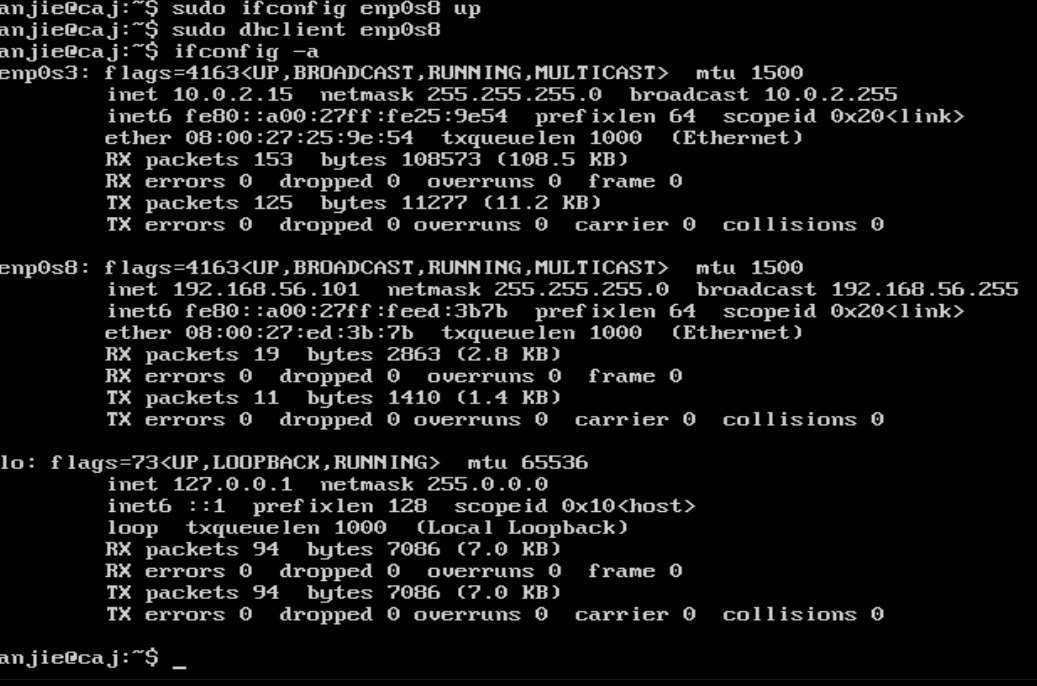 anjie@caj:~$ sudo ifconfig enp0s8 up
anjie@caj:~$ sudo dhclient enp0s8
anjie@caj:~$ ifconfig -a
enp0s3: flags=4163<UP,BROADCAST,RUNNING,MULTICAST>  mtu 1500
        inet 10.0.2.15  netmask 255.255.255.0  broadcast 10.0.2.255
        inet6 fe80::a00:27ff:fe25:9e54  prefixlen 64  scopeid 0x20<link>
        ether 08:00:27:25:9e:54  txqueuelen 1000  (Ethernet)
        RX packets 153  bytes 108573 (108.5 KB)
        RX errors 0  dropped 0  overruns 0  frame 0
        TX packets 125  bytes 11277 (11.2 KB)
        TX errors 0  dropped 0 overruns 0  carrier 0  collisions 0

enp0s8: flags=4163<UP,BROADCAST,RUNNING,MULTICAST>  mtu 1500
        inet 192.168.56.101  netmask 255.255.255.0  broadcast 192.168.56.255
        inet6 fe80::a00:27ff:feed:3b7b  prefixlen 64  scopeid 0x20<link>
        ether 08:00:27:ed:3b:7b  txqueuelen 1000  (Ethernet)
        RX packets 19  bytes 2863 (2.8 KB)
        RX errors 0  dropped 0  overruns 0  frame 0
        TX packets 11  bytes 1410 (1.4 KB)
        TX errors 0  dropped 0 overruns 0  carrier 0  collisions 0

lo: flags=73<UP,LOOPBACK,RUNNING>  mtu 65536
        inet 127.0.0.1  netmask 255.0.0.0
        inet6 ::1  prefixlen 128  scopeid 0x10<host>
        loop  txqueuelen 1000  (Local Loopback)
        RX packets 94  bytes 7086 (7.0 KB)
        RX errors 0  dropped 0  overruns 0  frame 0
        TX packets 94  bytes 7086 (7.0 KB)
        TX errors 0  dropped 0 overruns 0  carrier 0  collisions 0

anjie@caj:~$ _